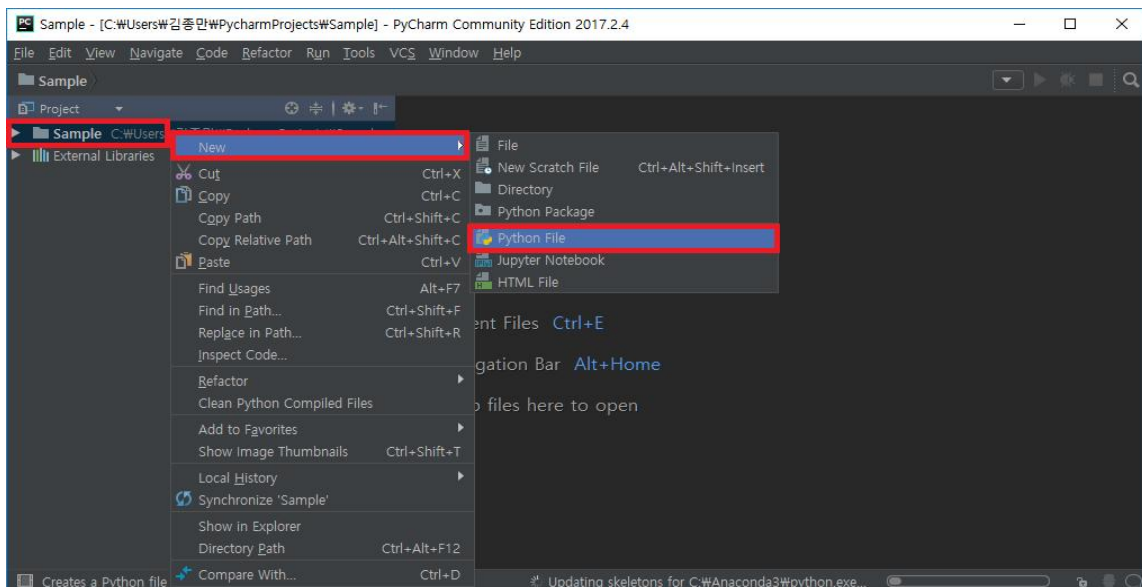 PC Sample - [C:₩Users₩김종만₩PycharmProjects₩Sample] - PyCharm Community Edition 2017.2.4
File Edit View Navigate Code Refactor Run Tools VCS Window Help
Sample
Project
Sample C:₩Users
External Libraries
New
Cut Ctrl+X
Copy Ctrl+C
Copy Path Ctrl+Shift+C
Copy Relative Path Ctrl+Alt+Shift+C
Paste Ctrl+V
Find Usages Alt+F7
Find in Path... Ctrl+Shift+F
Replace in Path... Ctrl+Shift+R
Inspect Code...
Refactor
Clean Python Compiled Files
Add to Favorites
Show Image Thumbnails Ctrl+Shift+T
Local History
Synchronize 'Sample'
Show in Explorer
Directory Path Ctrl+Alt+F12
Compare With... Ctrl+D
File
New Scratch File Ctrl+Alt+Shift+Insert
Directory
Python Package
Python File
Jupyter Notebook
HTML File
ent Files Ctrl+E
gation Bar Alt+Home
files here to open
Creates a Python file
Updating skeletons for C:₩Anaconda3₩python.exe...